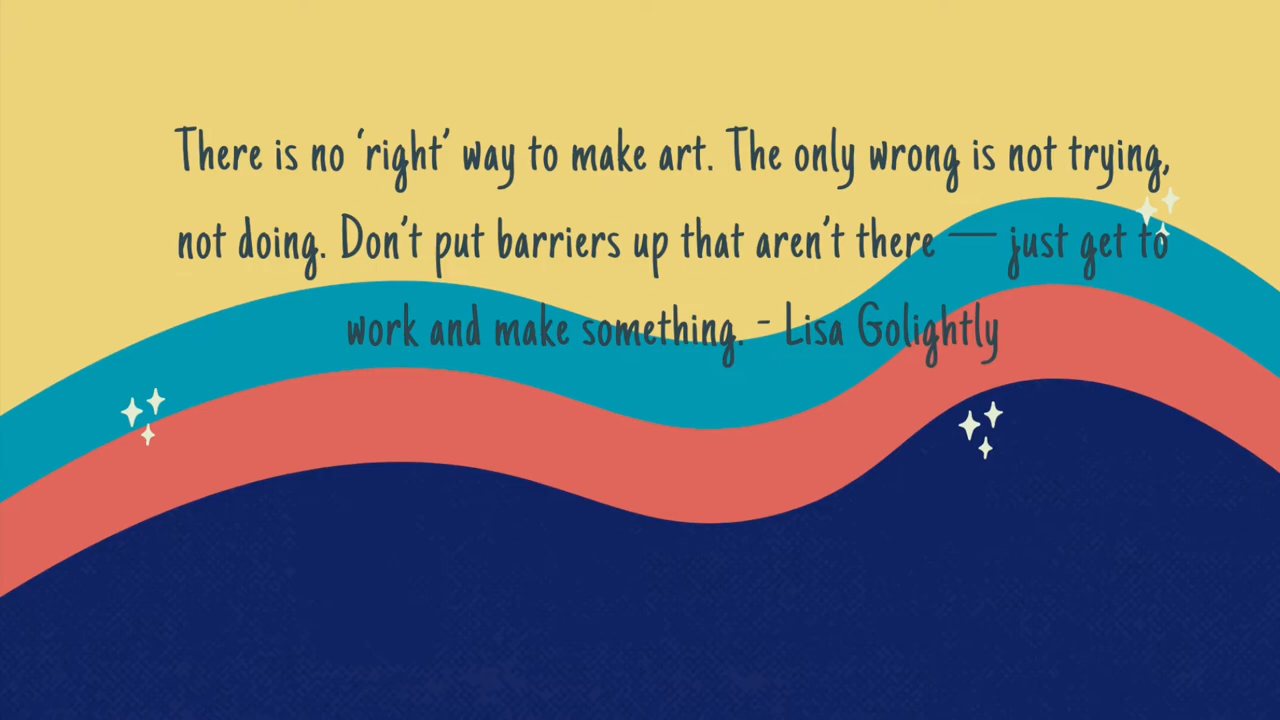 There is no ‘right’ way to make art. The only wrong is not trying,
not doing. Don’t put barriers up that aren’t there — just get to
work and make something. - Lisa Golightly